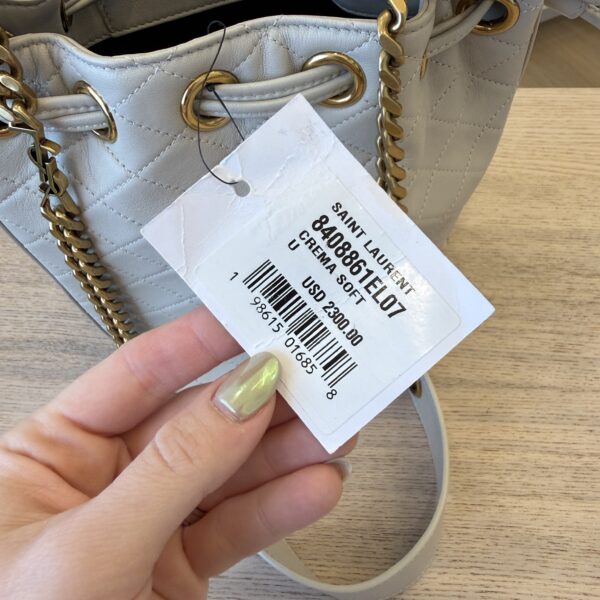 SAINT LAURENT
8408861EL07
CREMA SOFT
U
USD 2300.00
1 98615 01685 8